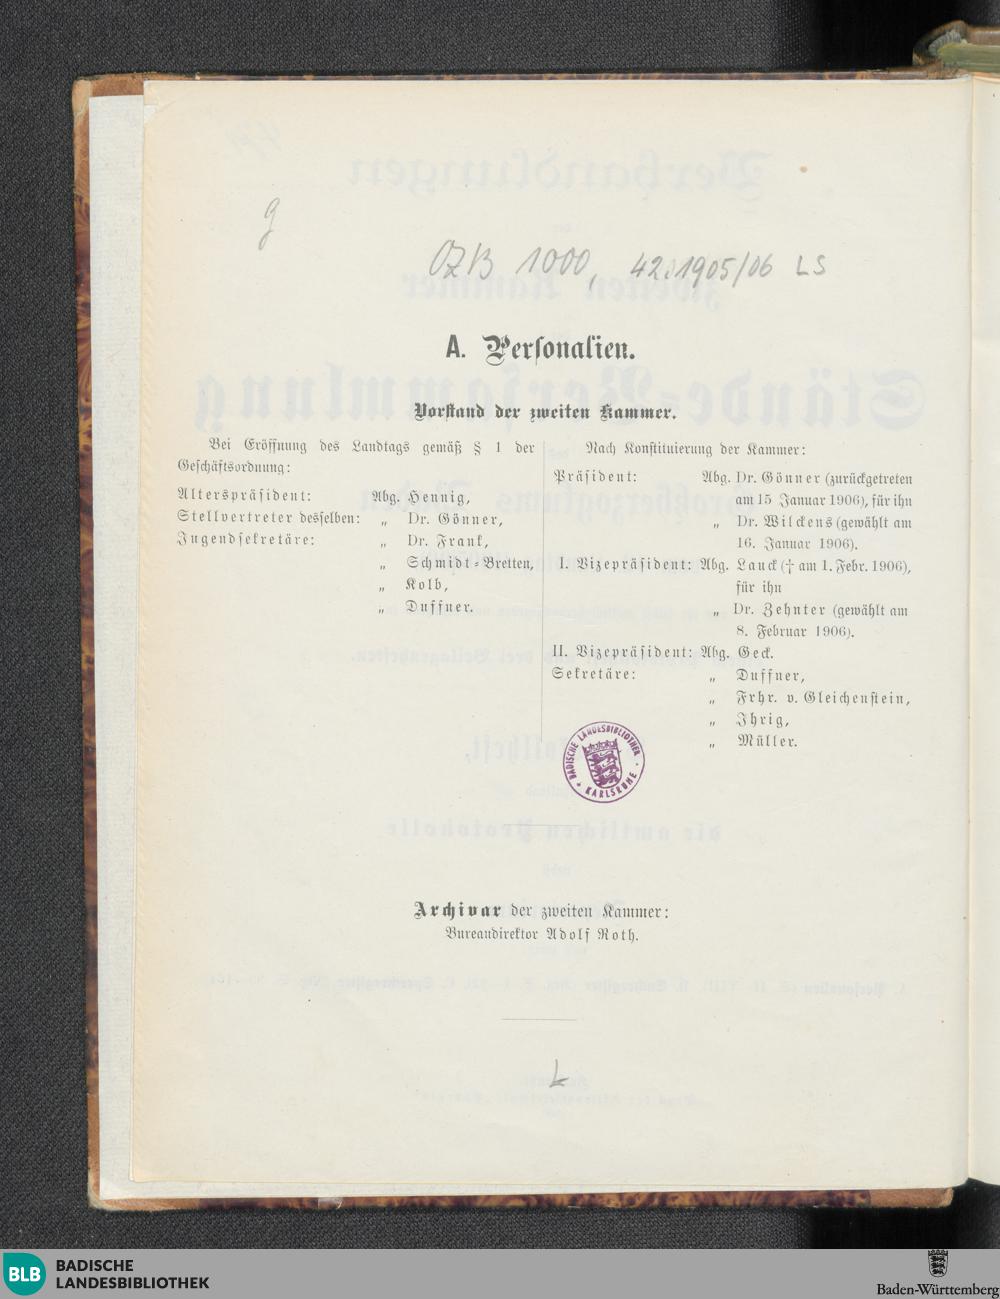 g
OZB 1000, 42.1905/06 LS
A. Personalien.
Vorstand der zweiten Kammer.
Bei Eröffnung des Landtags gemäß § 1 der
Geschäftsordnung:
Alterspräsident: Abg. Hennig,
Stellvertreter desselben: „ Dr. Gönner,
Jugendsekretäre: „ Dr. Frank,
„ Schmidt-Bretten,
„ Kolb,
„ Duffner.
Nach Konstituierung der Kammer:
Präsident: Abg. Dr. Gönner (zurückgetreten
am 15 Januar 1906), für ihn
„ Dr. Wilckens (gewählt am
16. Januar 1906).
I. Vizepräsident: Abg. Lauck († am 1. Febr. 1906),
für ihn
„ Dr. Zehnter (gewählt am
8. Februar 1906).
II. Vizepräsident: Abg. Geck.
Sekretäre: „ Duffner,
„ Frhr. v. Gleichenstein,
„ Ihrig,
„ Müller.
BADISCHE LANDESBIBLIOTHEK
KARLSRUHE
Archivar der zweiten Kammer:
Bureaudirektor Adolf Roth.
L
BLB BADISCHE
LANDESBIBLIOTHEK
Baden-Württemberg